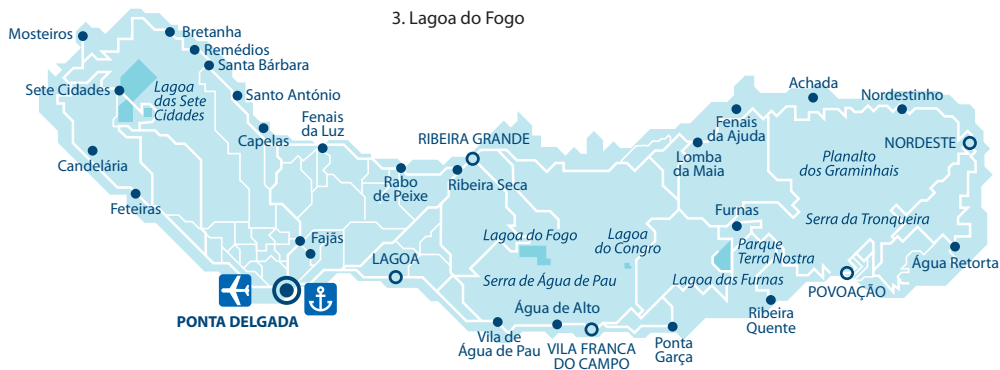 3. Lagoa do Fogo
Mosteiros
Bretanha
Remédios
Santa Bárbara
Sete Cidades
Lagoa
das Sete
Cidades
Santo António
Fenais
da Luz
Capelas
Candelária
Feteiras
RIBEIRA GRANDE
Rabo
de Peixe
Ribeira Seca
Fajãs
LAGOA
PONTA DELGADA
Lagoa do Fogo
Serra de Água de Pau
Lagoa
do Congro
Água de Alto
Vila de
Água de Pau
VILA FRANCA
DO CAMPO
Ponta
Garça
Achada
Nordestinho
Fenais
da Ajuda
Lomba
da Maia
NORDESTE
Planalto
dos Graminhais
Furnas
Serra da Tronqueira
Parque
Terra Nostra
Lagoa das Furnas
Água Retorta
POVOAÇÃO
Ribeira
Quente